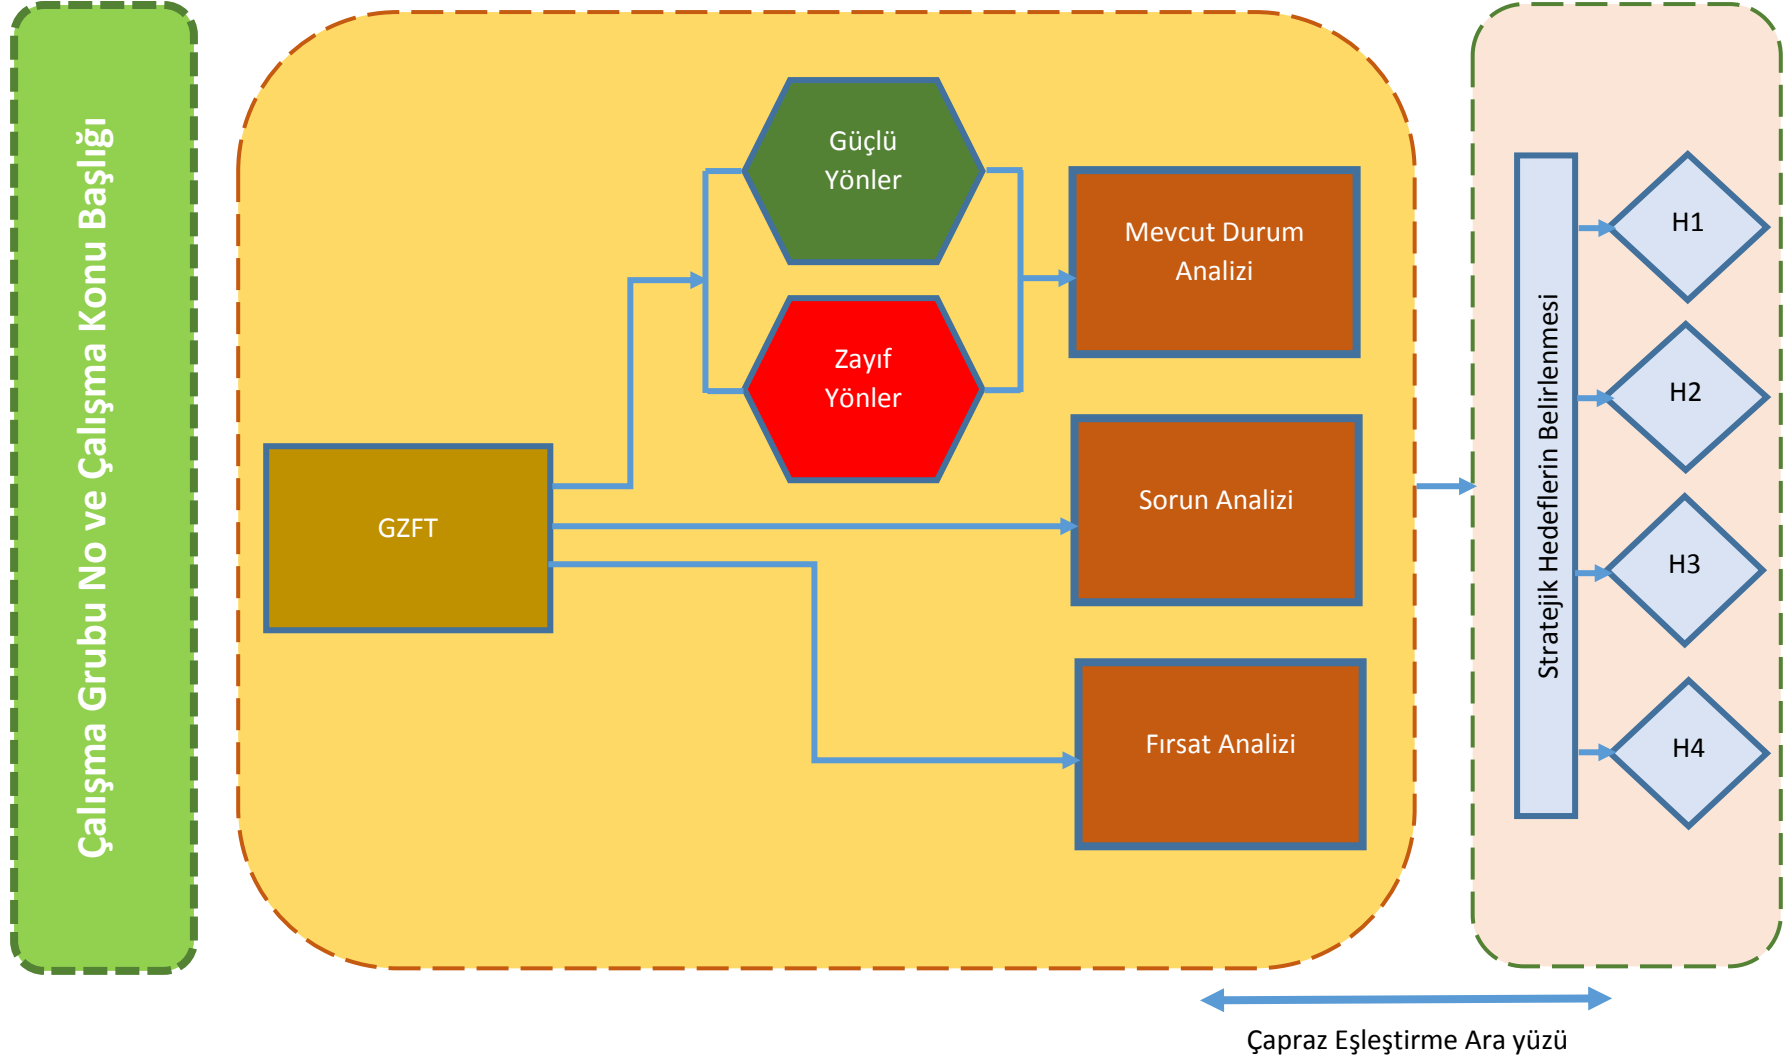 Çalışma Grubu No ve Çalışma Konu Başlığı
GZFT
Güçlü
Yönler
Zayıf
Yönler
Mevcut Durum
Analizi
Sorun Analizi
Fırsat Analizi
Stratejik Hedeflerin Belirlenmesi
H1
H2
H3
H4
Çapraz Eşleştirme Ara yüzü